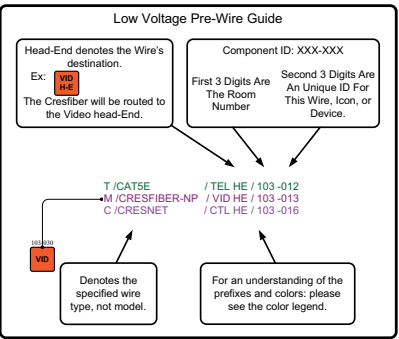 Low Voltage Pre-Wire Guide
Head-End denotes the Wire's
destination.
Ex:
VID
H-E
The Cresfiber will be routed to
the Video head-End.
Component ID: XXX-XXX
First 3 Digits Are
The Room
Number
Second 3 Digits Are
An Unique ID For
This Wire, Icon, or
Device.
T /CAT5E / TEL HE / 103 -012
M /CRESFIBER-NP / VID HE / 103 -013
C /CRESNET / CTL HE / 103 -016
103-030
VID
Denotes the
specified wire
type, not model.
For an understanding of the
prefixes and colors: please
see the color legend.